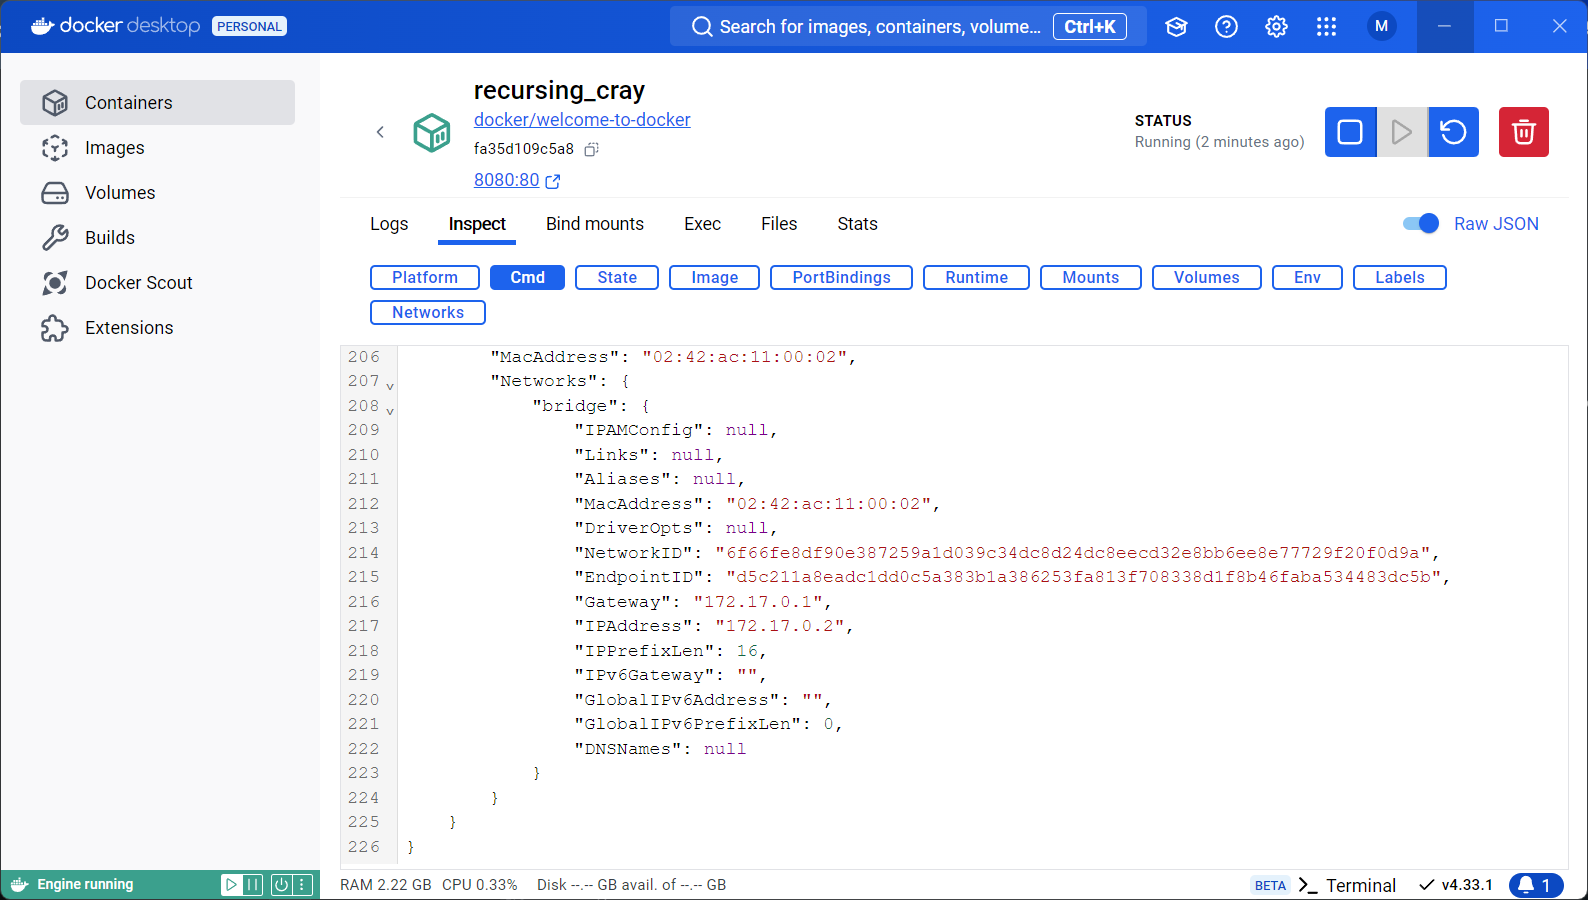 docker desktop PERSONAL
Search for images, containers, volume... Ctrl+K
M
Containers
Images
Volumes
Builds
Docker Scout
Extensions
recursing_cray
docker/welcome-to-docker
fa35d109c5a8
8080:80
STATUS
Running (2 minutes ago)
Logs Inspect Bind mounts Exec Files Stats Raw JSON
Platform Cmd State Image PortBindings Runtime Mounts Volumes Env Labels
Networks
206 "MacAddress": "02:42:ac:11:00:02",
207 "Networks": {
208 "bridge": {
209 "IPAMConfig": null,
210 "Links": null,
211 "Aliases": null,
212 "MacAddress": "02:42:ac:11:00:02",
213 "DriverOpts": null,
214 "NetworkID": "6f66fe8df90e387259a1d039c34dc8d24dc8eecd32e8bb6ee8e77729f20f0d9a",
215 "EndpointID": "d5c211a8eadc1dd0c5a383b1a386253fa813f708338d1f8b46faba534483dc5b",
216 "Gateway": "172.17.0.1",
217 "IPAddress": "172.17.0.2",
218 "IPPrefixLen": 16,
219 "IPv6Gateway": "",
220 "GlobalIPv6Address": "",
221 "GlobalIPv6PrefixLen": 0,
222 "DNSNames": null
223 }
224 }
225 }
226 }
Engine running
RAM 2.22 GB CPU 0.33% Disk --.-- GB avail. of --.-- GB
BETA Terminal v4.33.1 1